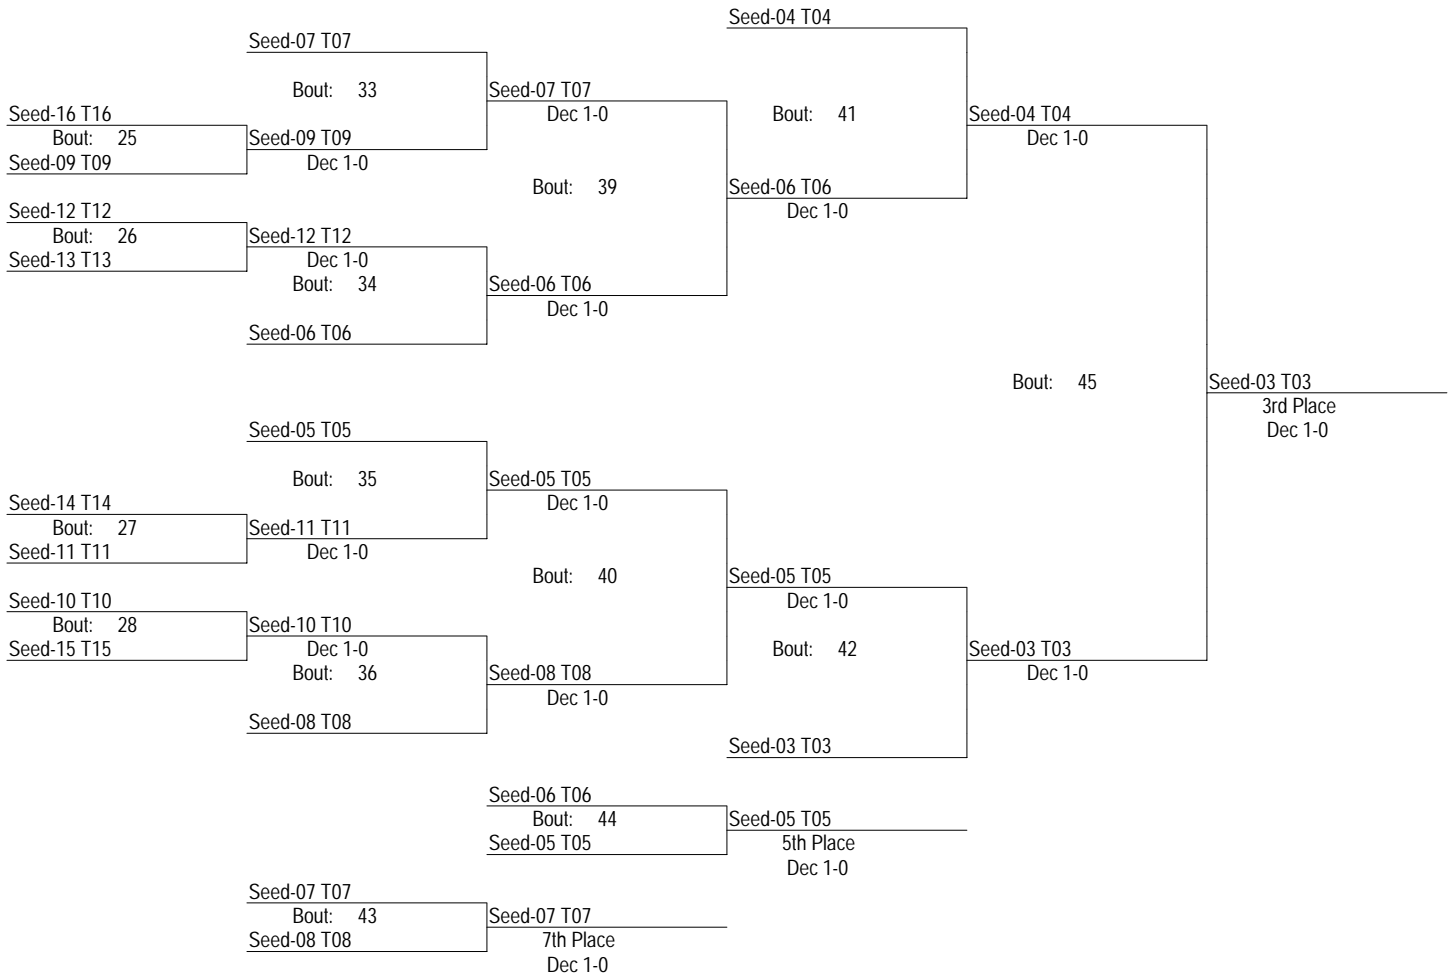 Seed-04 T04
Seed-07 T07
Bout: 33
Seed-07 T07
Dec 1-0
Bout: 41
Seed-04 T04
Dec 1-0
Seed-16 T16
Bout: 25
Seed-09 T09
Dec 1-0
Seed-09 T09
Bout: 39
Seed-06 T06
Dec 1-0
Seed-12 T12
Bout: 26
Seed-12 T12
Dec 1-0
Seed-13 T13
Bout: 34
Seed-06 T06
Dec 1-0
Seed-06 T06
Bout: 45
Seed-03 T03
3rd Place
Dec 1-0
Seed-05 T05
Bout: 35
Seed-05 T05
Dec 1-0
Seed-14 T14
Bout: 27
Seed-11 T11
Dec 1-0
Seed-11 T11
Bout: 40
Seed-05 T05
Dec 1-0
Seed-10 T10
Bout: 28
Seed-10 T10
Dec 1-0
Seed-15 T15
Bout: 36
Seed-08 T08
Dec 1-0
Bout: 42
Seed-03 T03
Dec 1-0
Seed-08 T08
Seed-03 T03
Seed-06 T06
Bout: 44
Seed-05 T05
Seed-05 T05
5th Place
Dec 1-0
Seed-07 T07
Bout: 43
Seed-08 T08
Seed-07 T07
7th Place
Dec 1-0